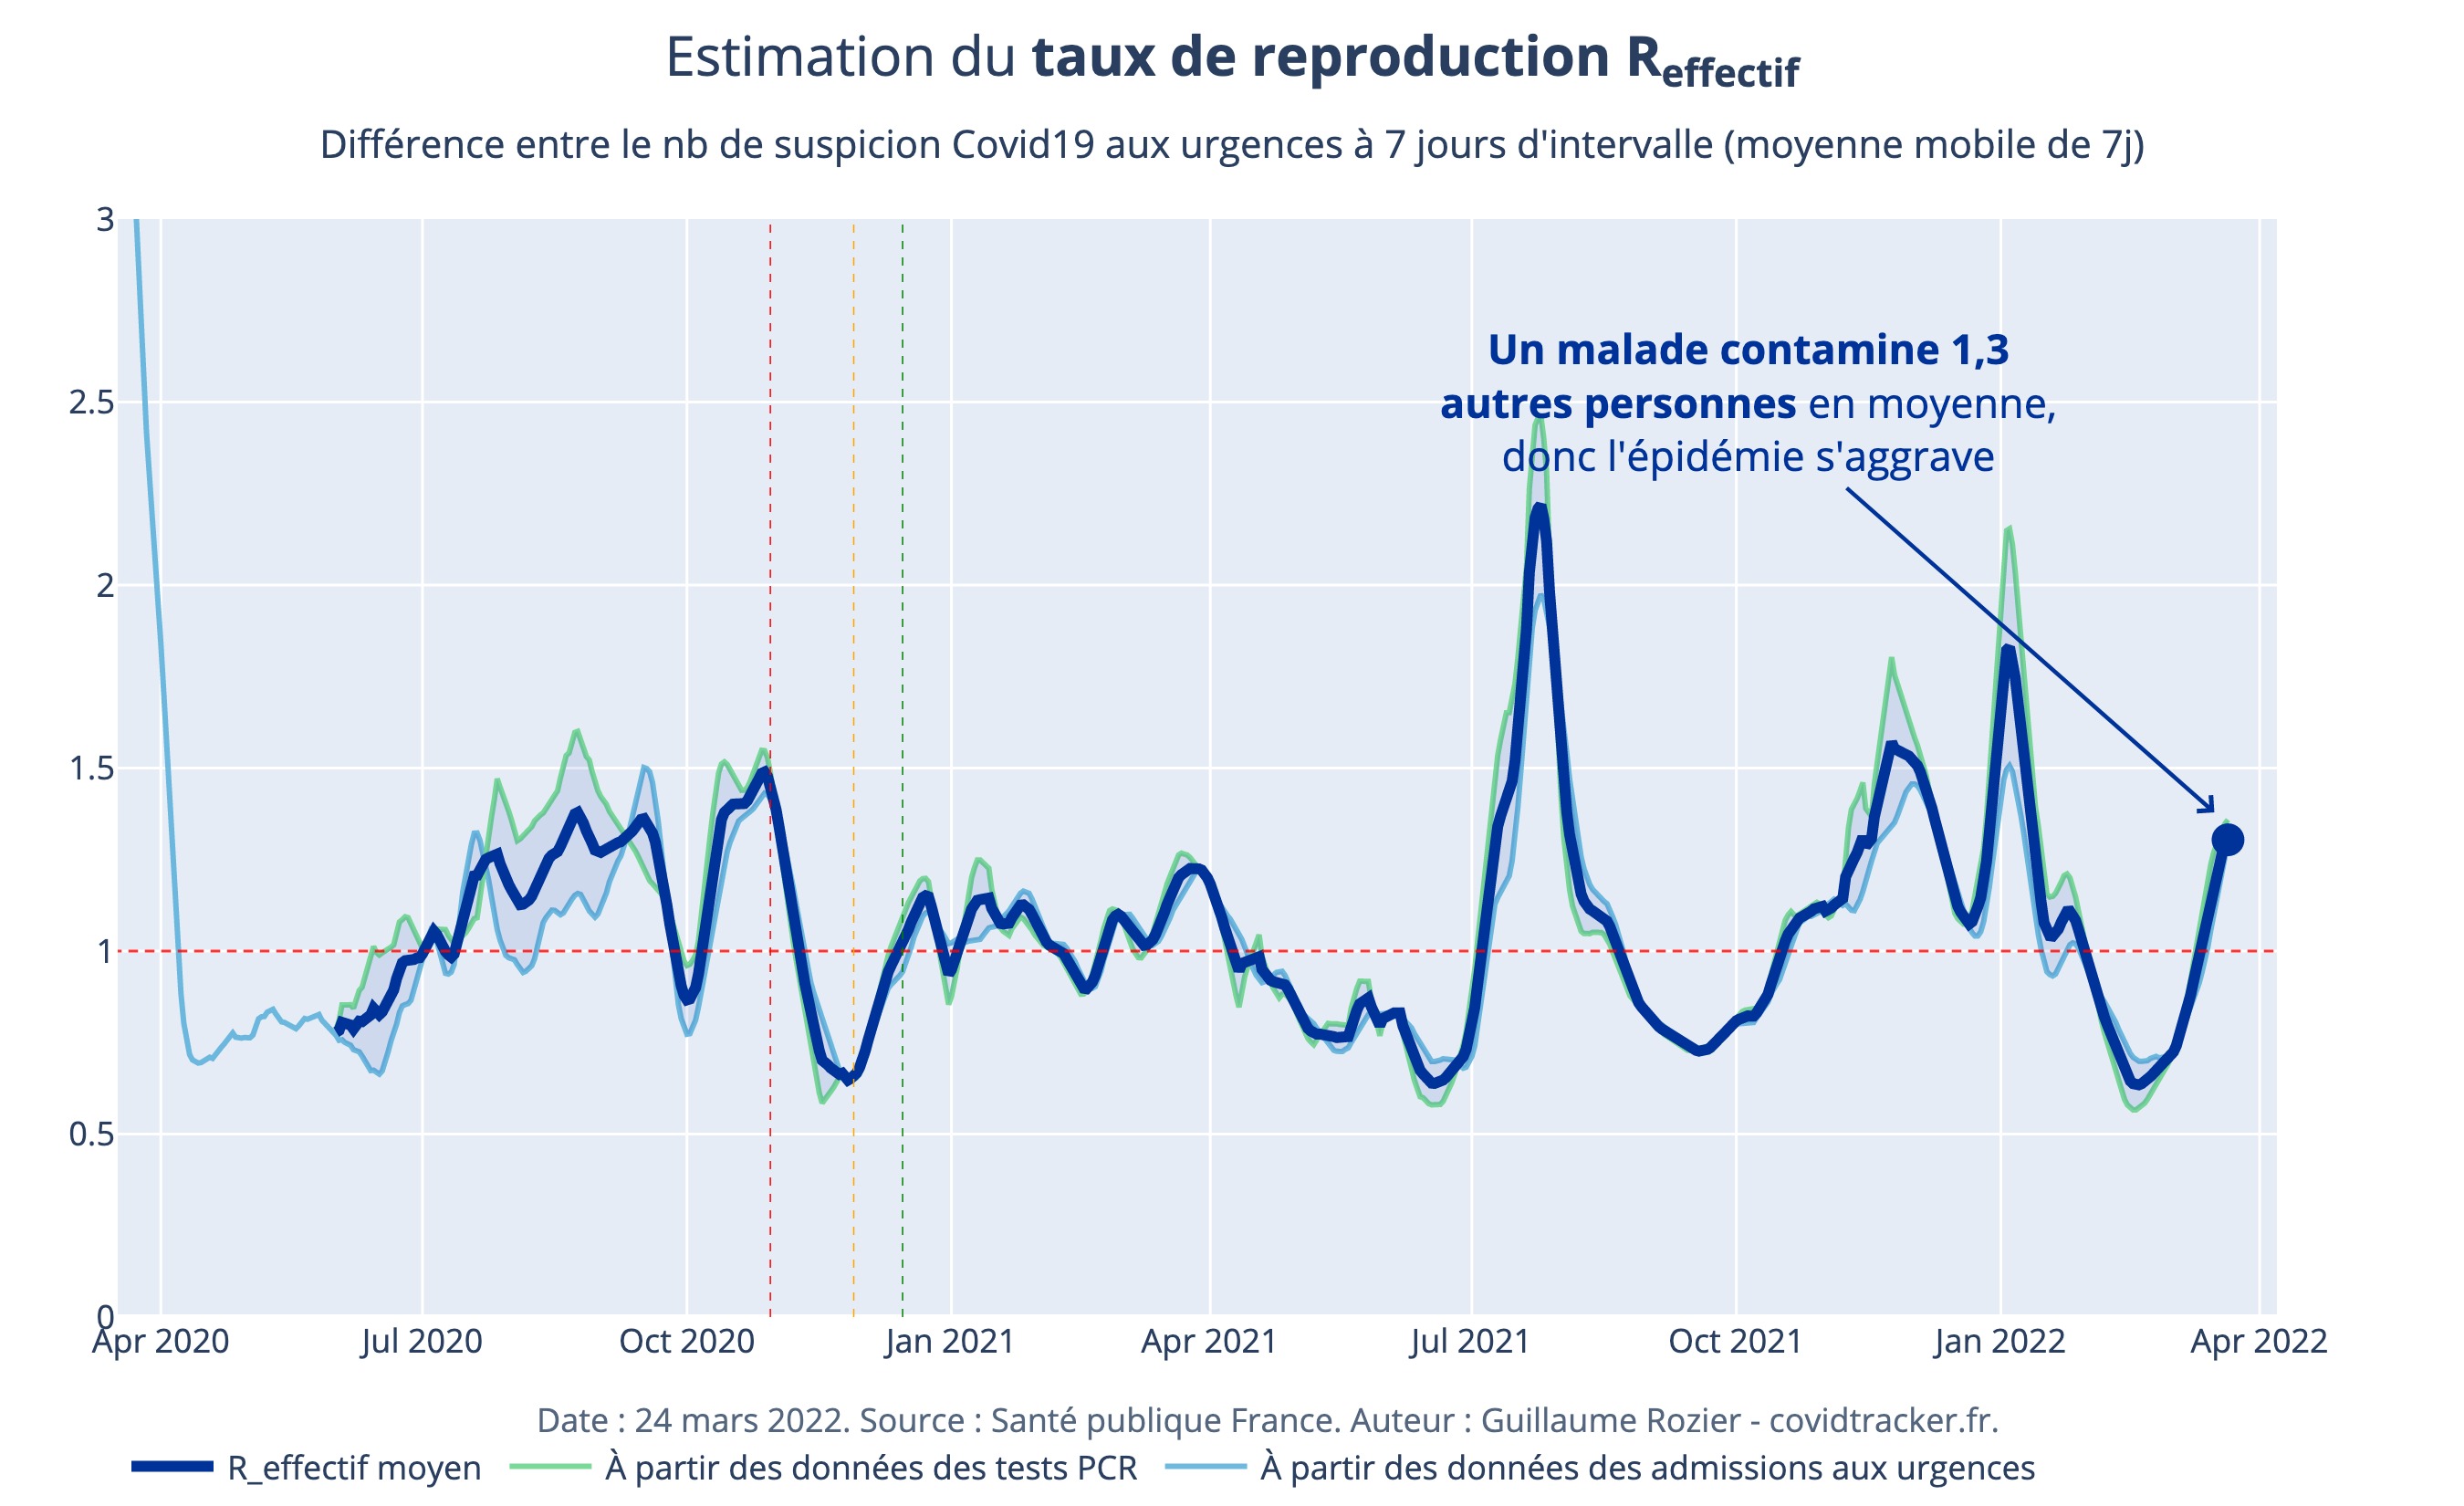 Estimation du taux de reproduction Reffectif
Différence entre le nb de suspicion Covid19 aux urgences à 7 jours d'intervalle (moyenne mobile de 7j)
3
2.5
2
1.5
1
0.5
0
Un malade contamine 1,3
autres personnes en moyenne,
donc l'épidémie s'aggrave
Apr 2020 Jul 2020 Oct 2020 Jan 2021 Apr 2021 Jul 2021 Oct 2021 Jan 2022 Apr 2022
Date : 24 mars 2022. Source : Santé publique France. Auteur : Guillaume Rozier - covidtracker.fr.
R_effectif moyen À partir des données des tests PCR À partir des données des admissions aux urgences